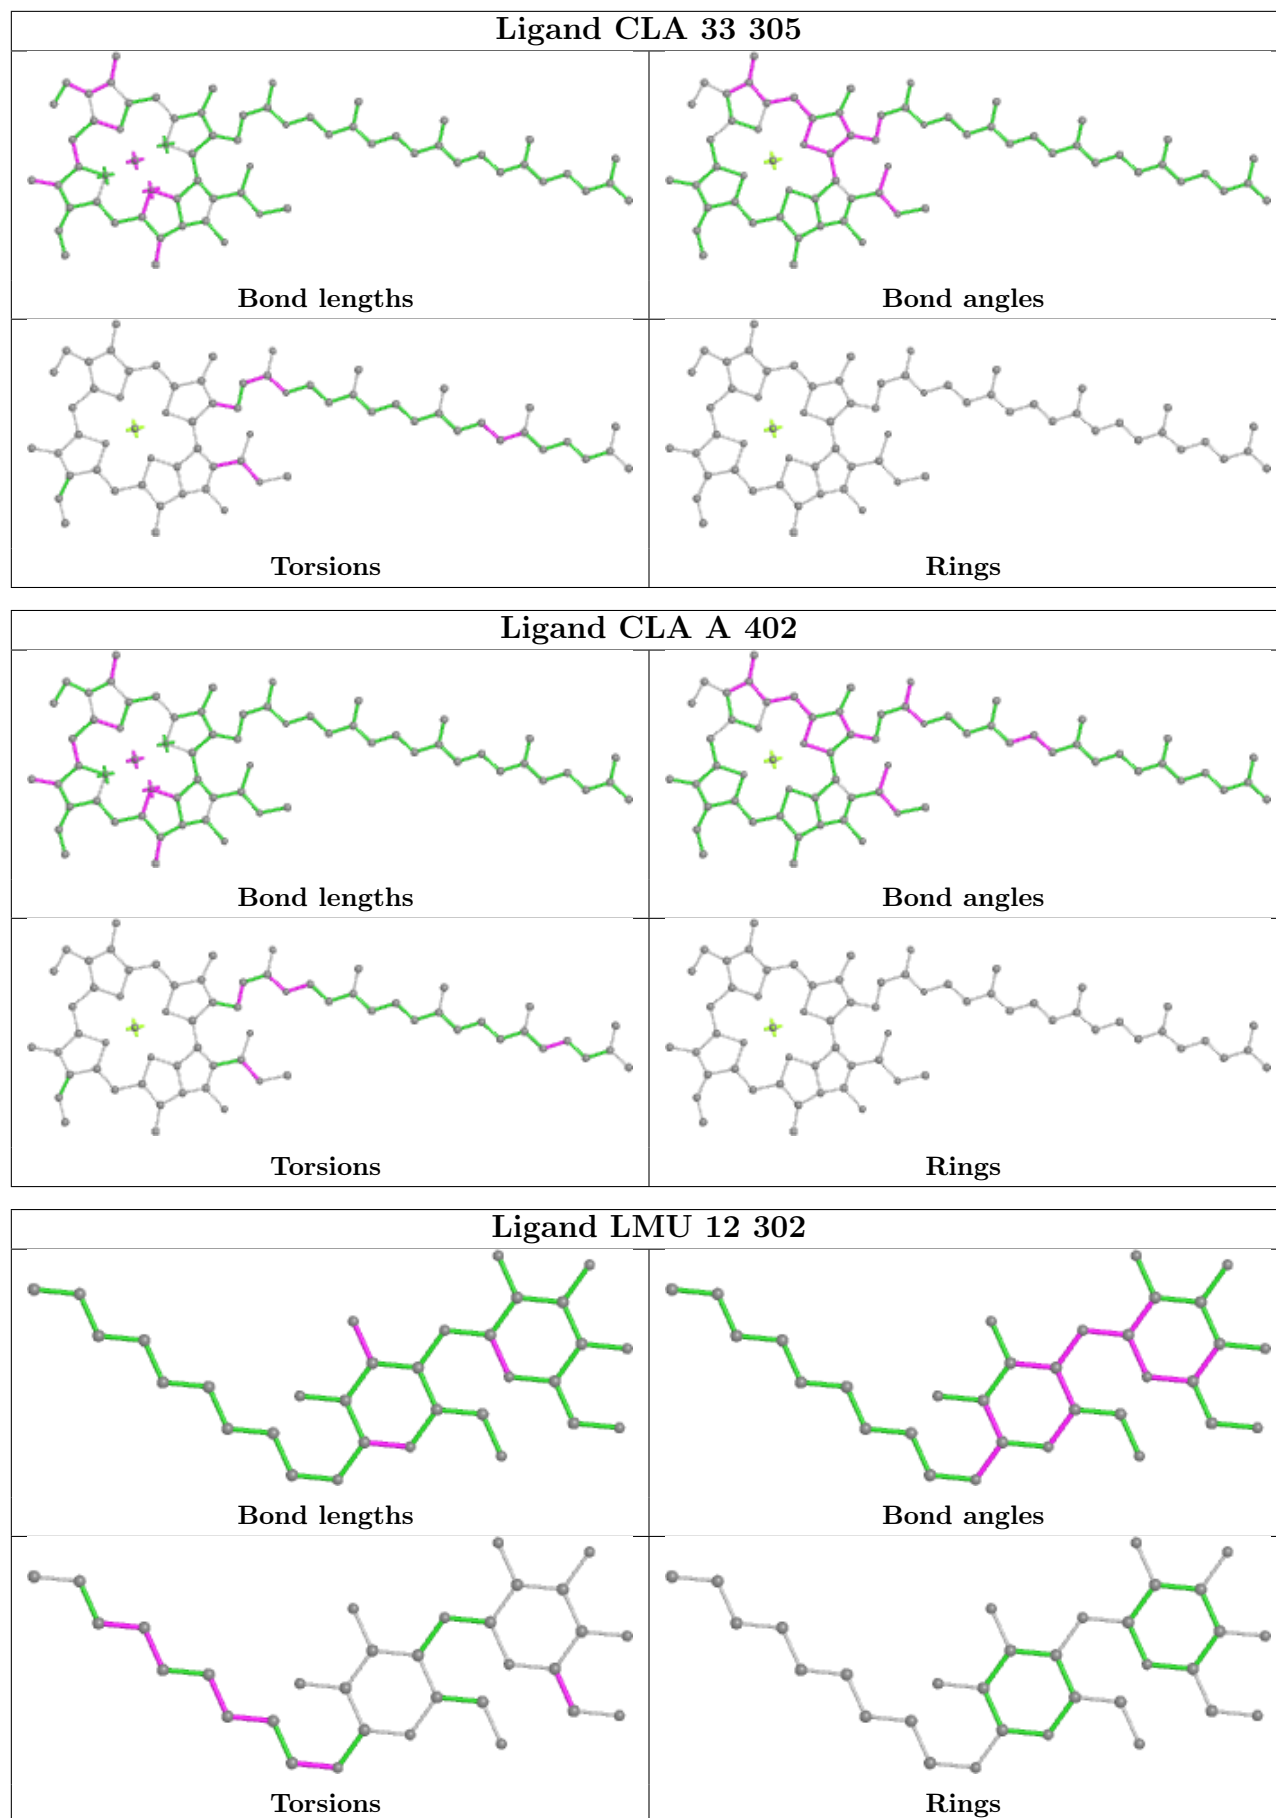 Ligand CLA 33 305
Bond lengths
Bond angles
Torsions
Rings
Ligand CLA A 402
Bond lengths
Bond angles
Torsions
Rings
Ligand LMU 12 302
Bond lengths
Bond angles
Torsions
Rings